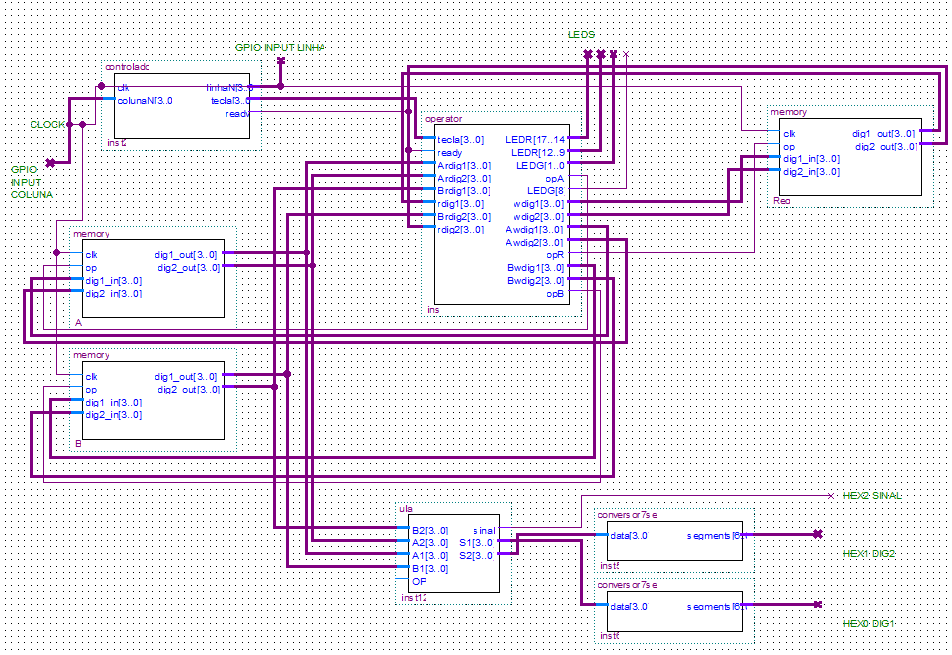 LEDS
GPIO INPUT LINHA
controlado
clk
colunaN[3..0
linhaN[3..0
tecla[3..0
ready
inst2
CLOCK
GPIO
INPUT
COLUNA
operator
tecla[3..0]
ready
Ardig1[3..0]
Ardig2[3..0]
Brdig1[3..0]
rdig1[3..0]
Brdig2[3..0]
rdig2[3..0]
LEDR[17..14
LEDR[12..9
LEDG[1..0
opA
LEDG[8
wdig1[3..0]
wdig2[3..0]
Awdig1[3..0]
Awdig2[3..0]
opR
Bwdig1[3..0]
Bwdig2[3..0]
opB
ins
memory
clk
op
dig1_in[3..0]
dig2_in[3..0]
dig1_out[3..0]
dig2_out[3..0]
memory
clk
op
dig1_in[3..0]
dig2_in[3..0]
dig1_out[3..0]
dig2_out[3..0]
A
memory
clk
op
dig1_in[3..0]
dig2_in[3..0]
dig1_out[3..0]
dig2_out[3..0]
B
ula
B2[3..0]
A2[3..0]
A1[3..0]
B1[3..0]
OP
sinal
S1[3..0
S2[3..0
inst12
HEX2 SINAL
conversor7se
data[3..0
segments[6..
HEX1 DIG2
conversor7se
data[3..0
segments[6..
HEX0 DIG1